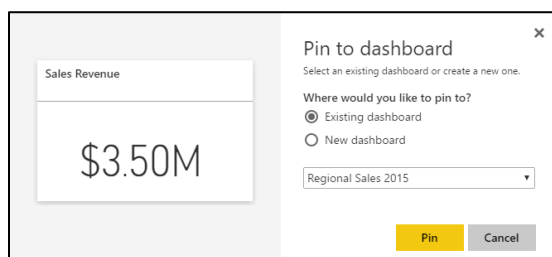 Sales Revenue
$3.50M
Pin to dashboard
Select an existing dashboard or create a new one.
Where would you like to pin to?
Existing dashboard
New dashboard
Regional Sales 2015
Pin
Cancel